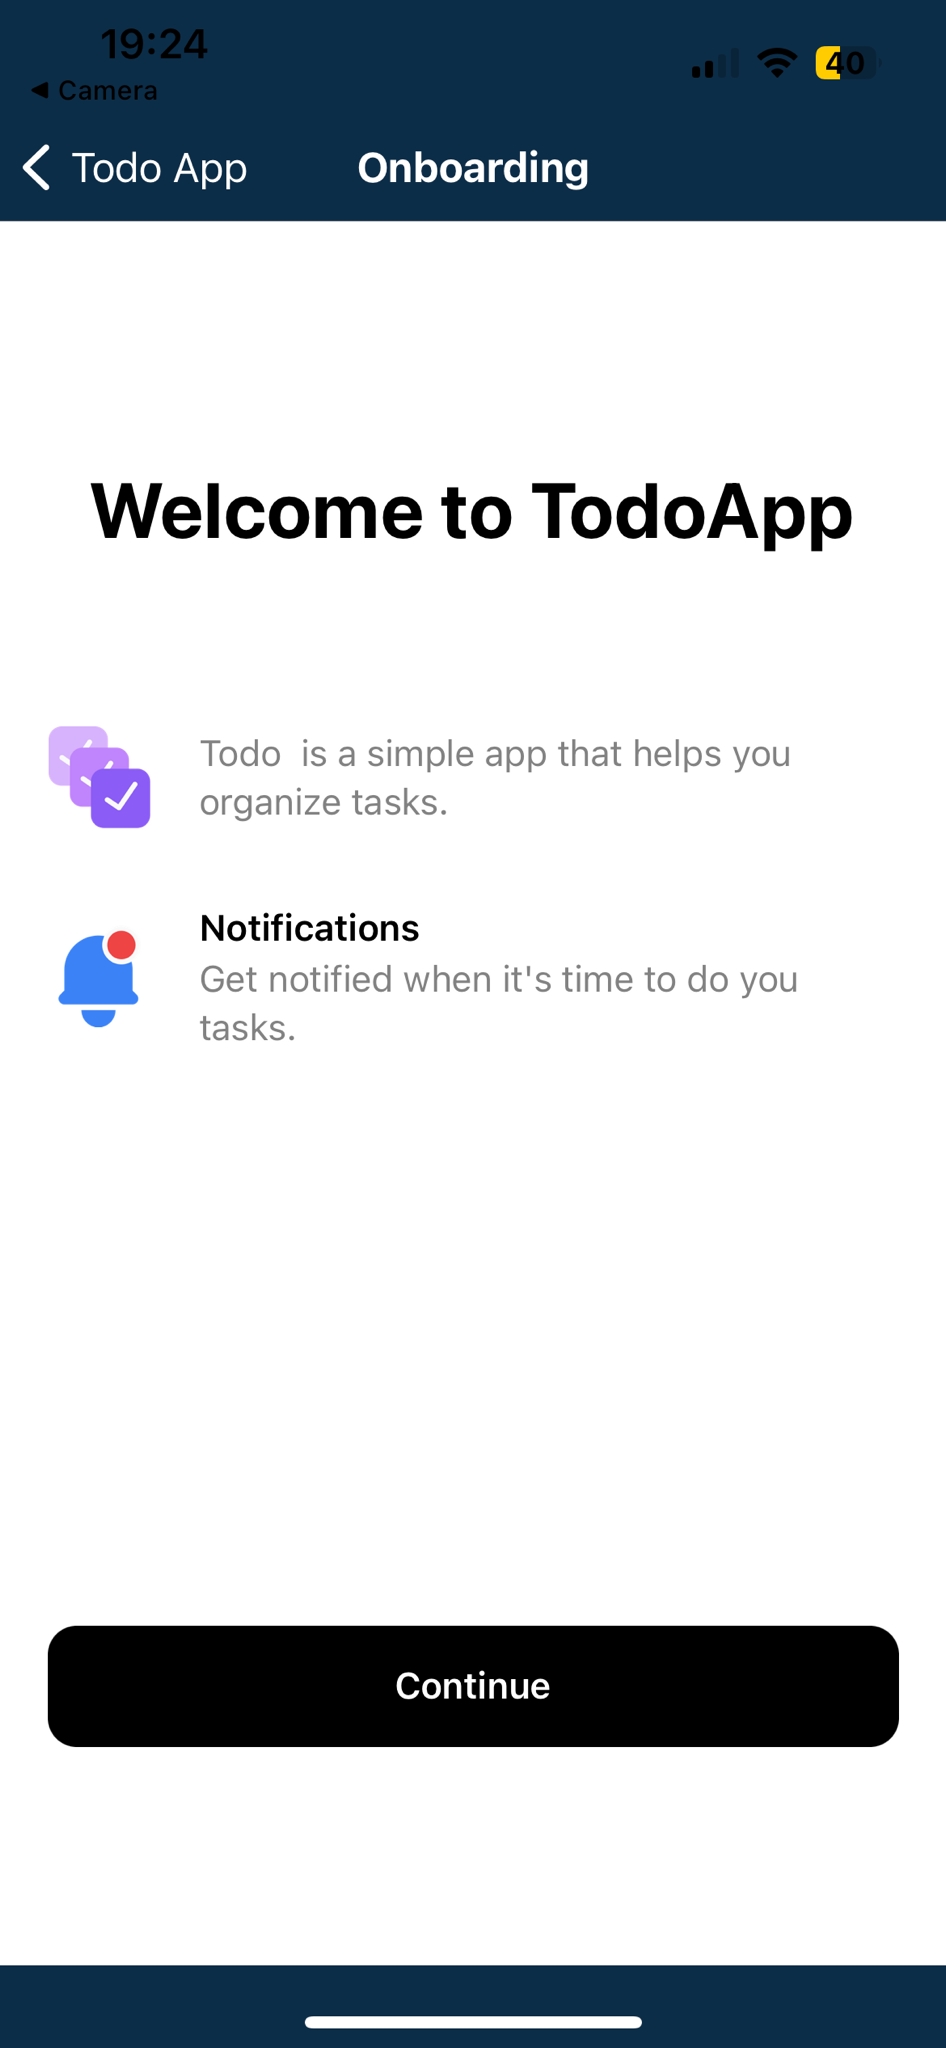 19:24
40
◀ Camera
Todo App
Onboarding
Welcome to TodoApp
Todo  is a simple app that helps you
organize tasks.
Notifications
Get notified when it's time to do you
tasks.
Continue